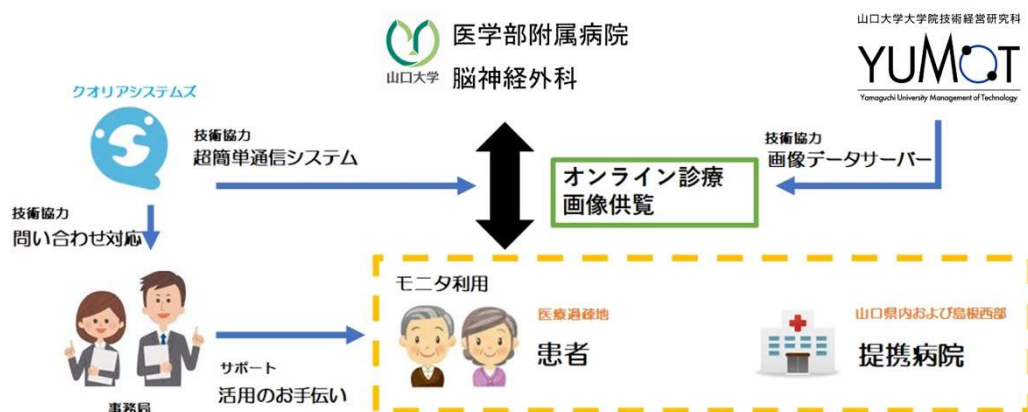 山口大学大学院技術経営研究科
YUMOT
Yamaguchi University Management of Technology
医学部附属病院
山口大学
脳神経外科
クオリアシステムズ
技術協力
超簡単通信システム
技術協力
画像データサーバー
オンライン診療
画像供覧
技術協力
問い合わせ対応
モニタ利用
医療過疎地
患者
山口県内および島根西部
提携病院
サポート
活用のお手伝い
事務局